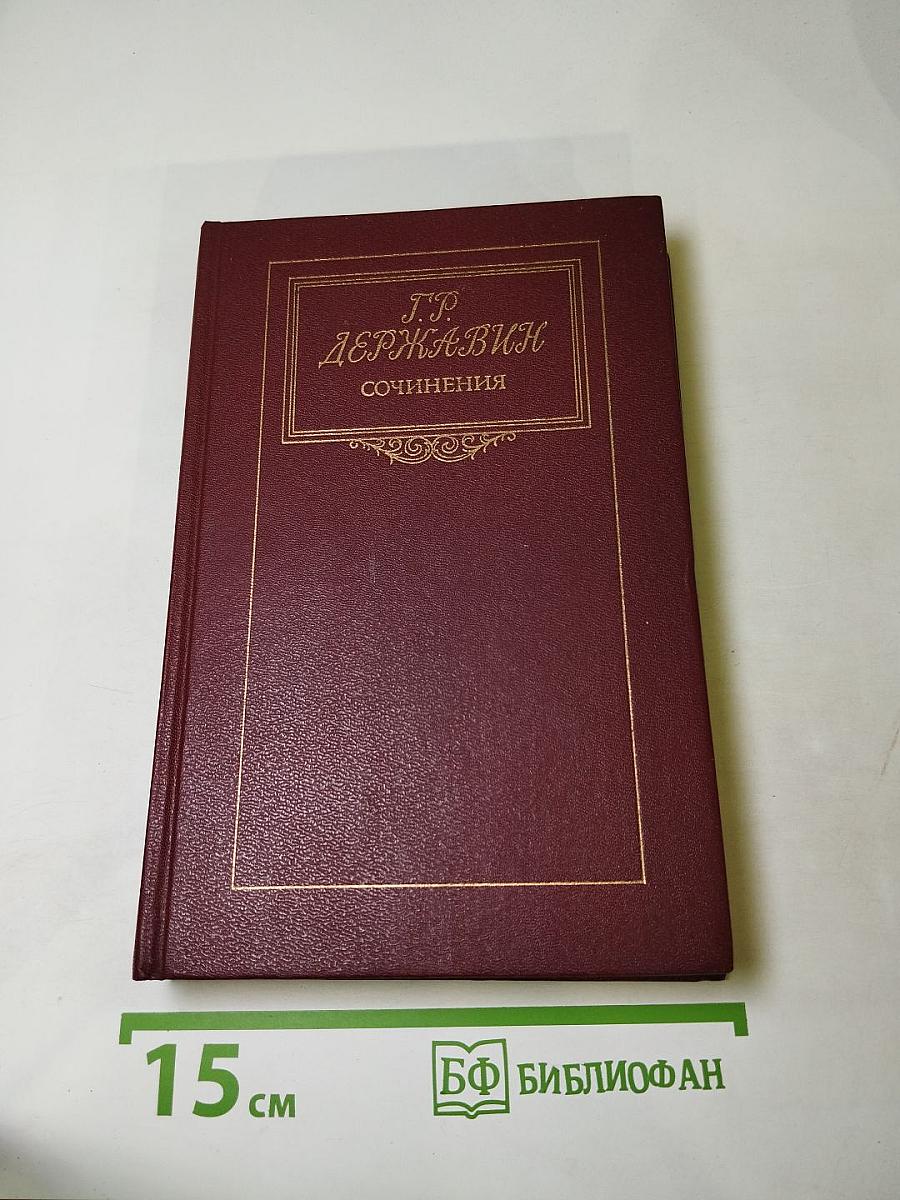 Г.Р.
ДЕРЖАВИН
СОЧИНЕНИЯ
15 см
БФ БИБЛИОФАН